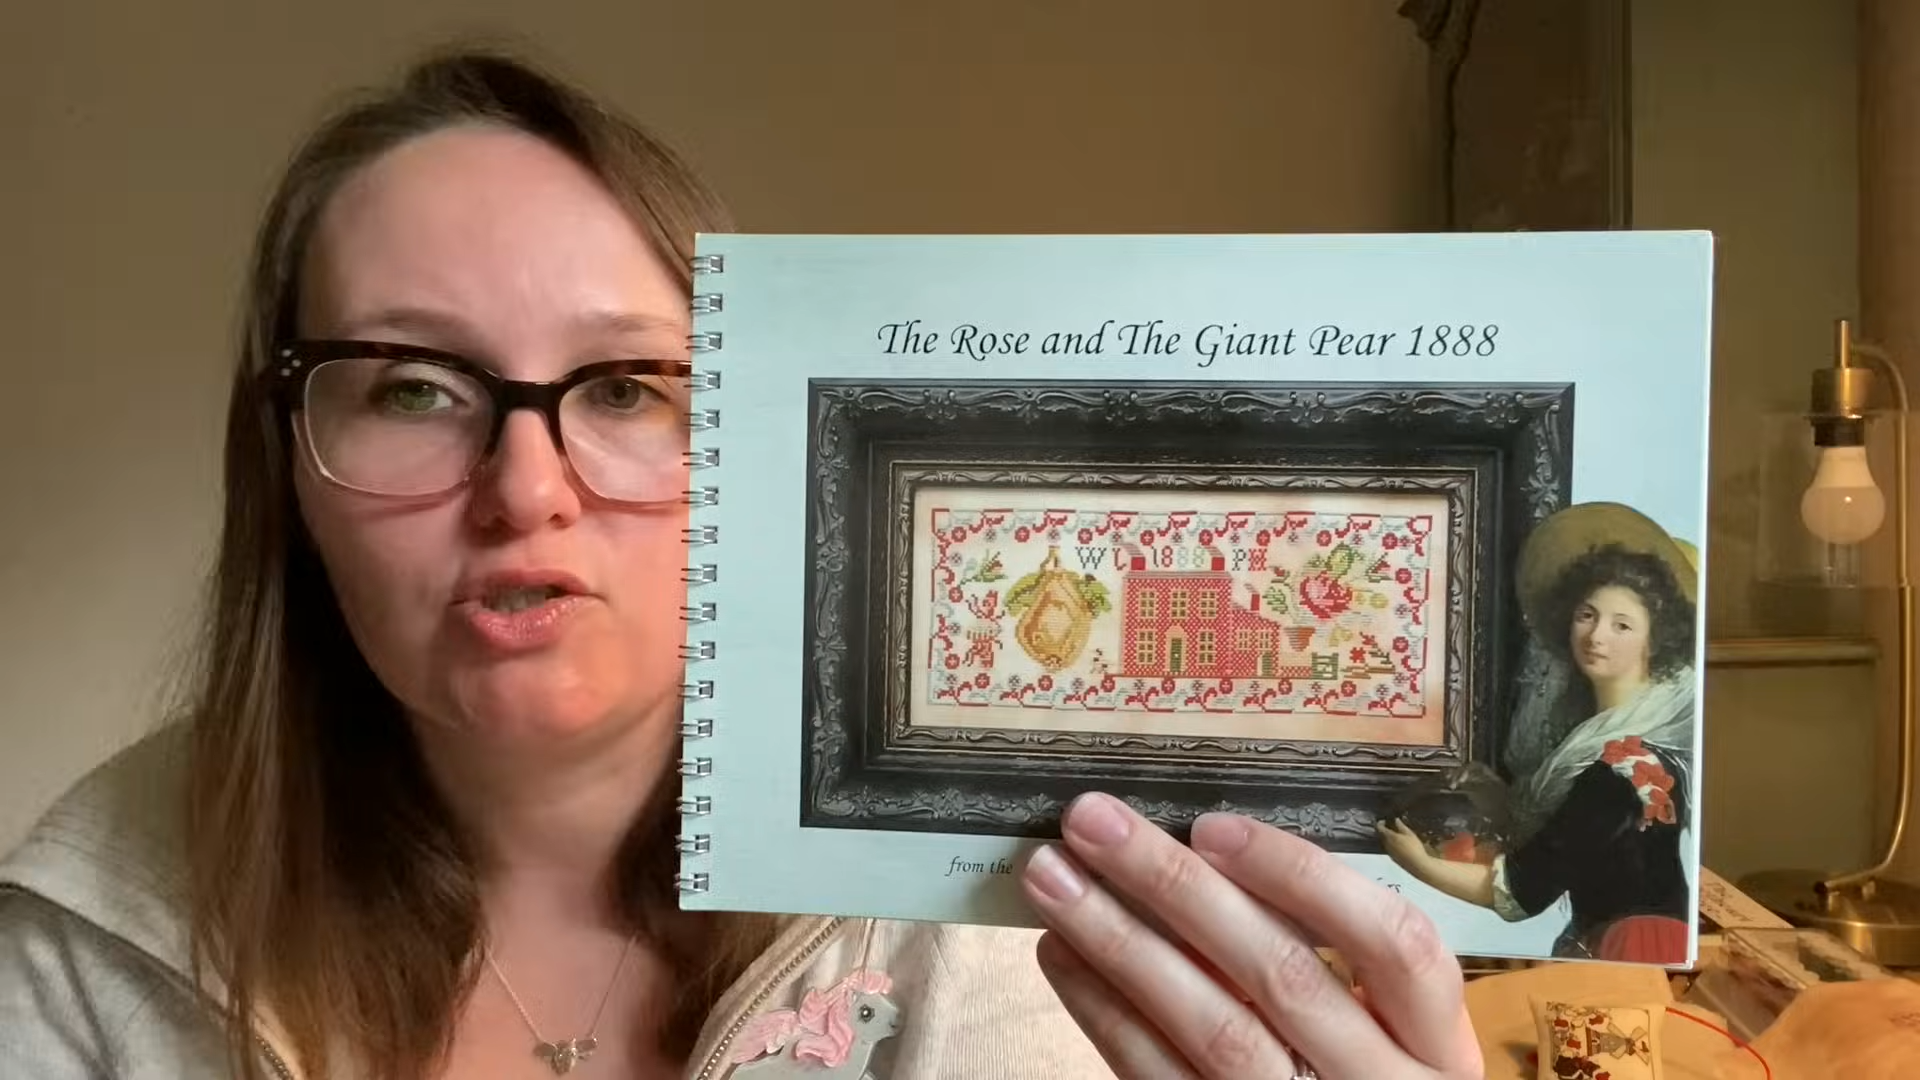 The Rose and The Giant Pear 1888
W L 1888 P H
from the